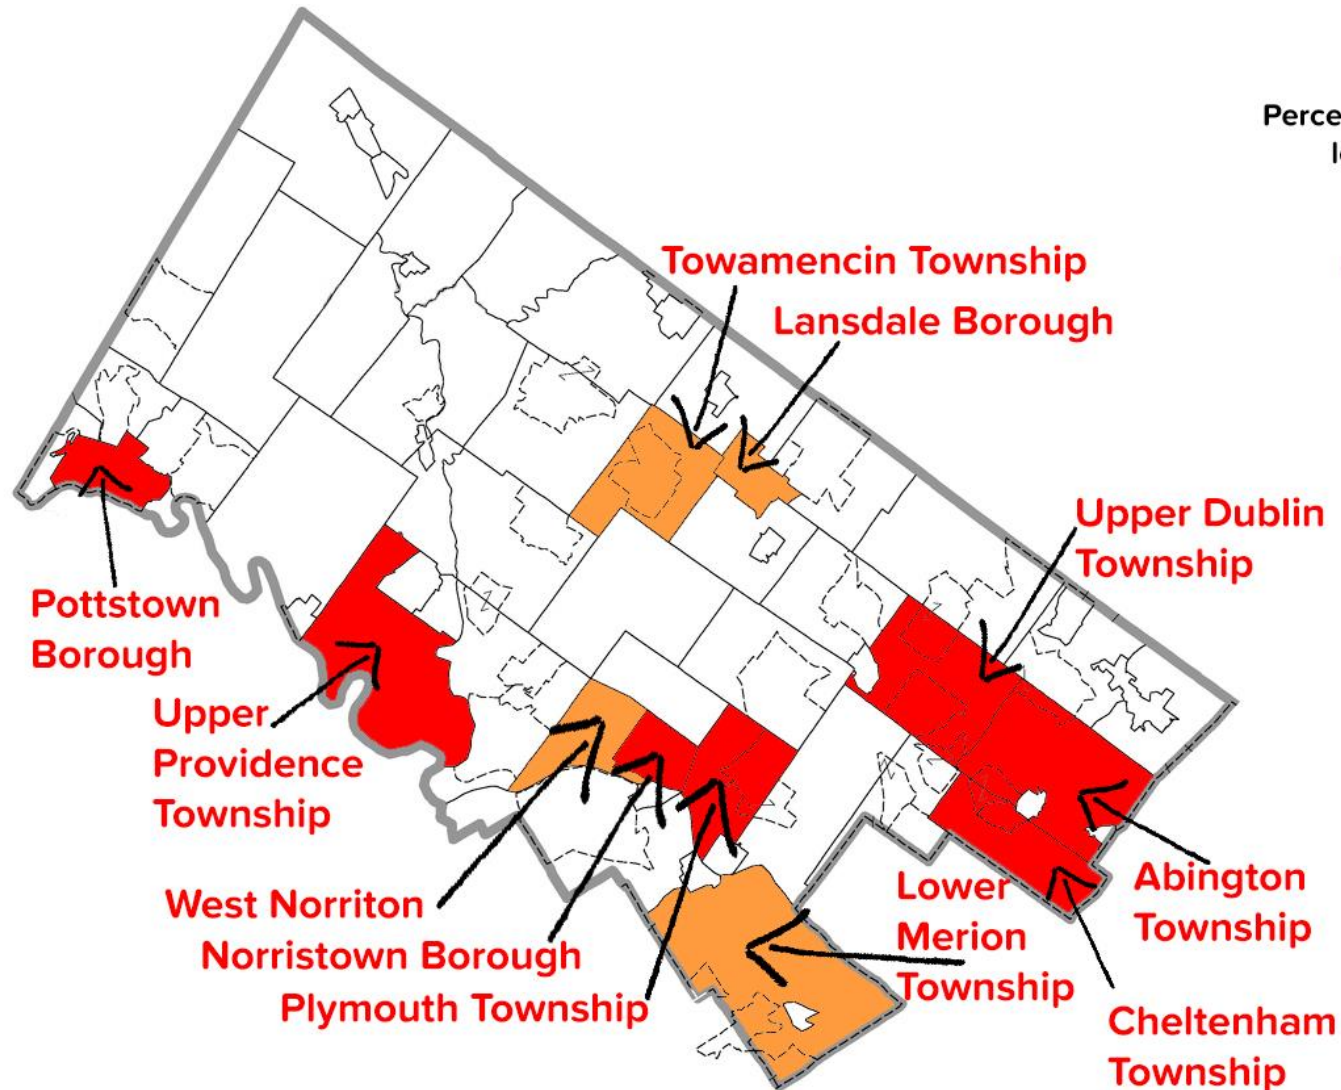 Perce
Towamencin Township
Lansdale Borough
Upper Dublin
Township
Pottstown
Borough
Upper
Providence
Township
West Norriton
Norristown Borough
Plymouth Township
Lower
Merion
Township
Abington
Township
Cheltenham
Township